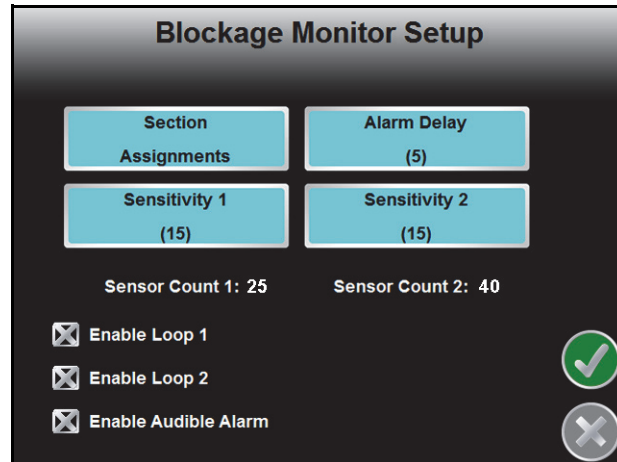 Blockage Monitor Setup
Section
Assignments
Alarm Delay
(5)
Sensitivity 1
(15)
Sensitivity 2
(15)
Sensor Count 1: 25
Sensor Count 2: 40
Enable Loop 1
Enable Loop 2
Enable Audible Alarm